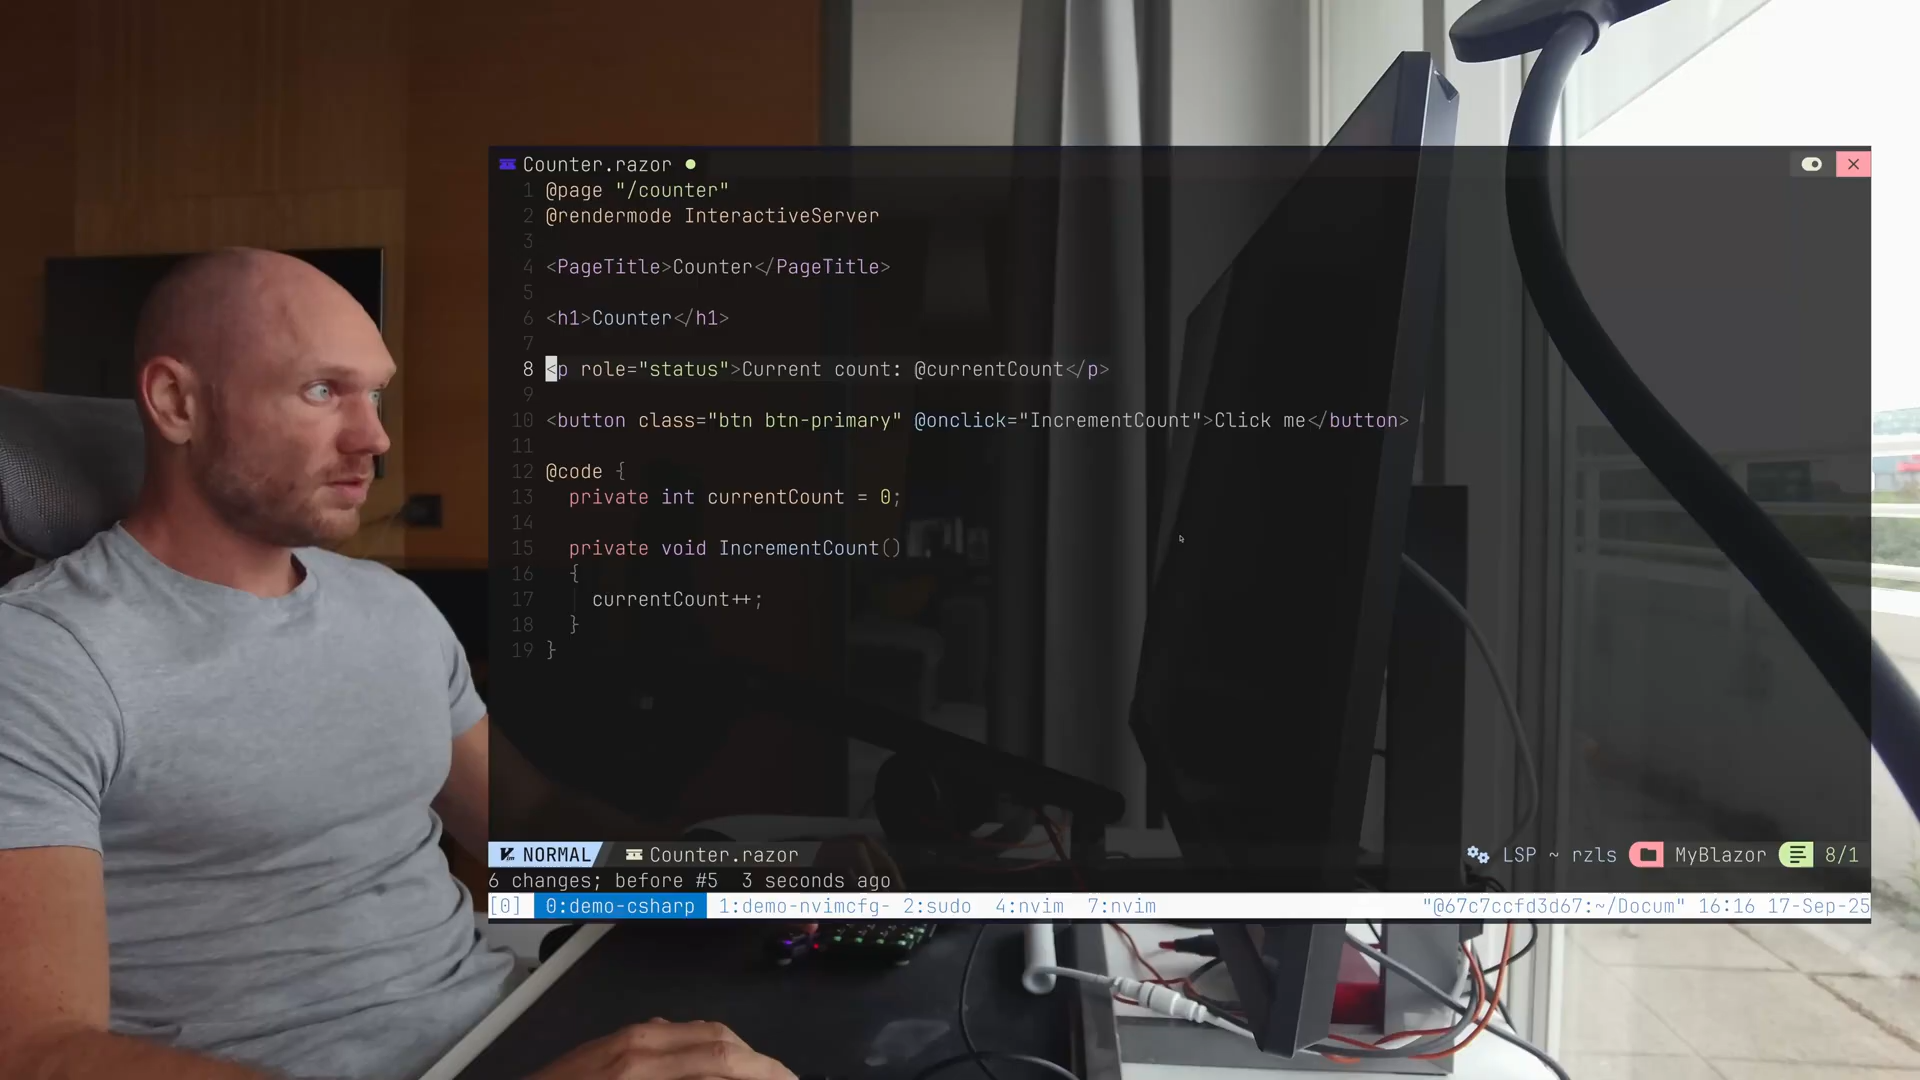 Counter.razor ●
1 @page "/counter"
2 @rendermode InteractiveServer
3
4 <PageTitle>Counter</PageTitle>
5
6 <h1>Counter</h1>
7
8 <p role="status">Current count: @currentCount</p>
9
10 <button class="btn btn-primary" @onclick="IncrementCount">Click me</button>
11
12 @code {
13   private int currentCount = 0;
14
15   private void IncrementCount()
16   {
17     currentCount++;
18   }
19 }
NORMAL Counter.razor LSP ~ rzls MyBlazor 8/1
6 changes; before #5  3 seconds ago
[0] 0:demo-csharp 1:demo-nvimcfg- 2:sudo 4:nvim 7:nvim "@67c7ccfd3d67:~/Docum" 16:16 17-Sep-25